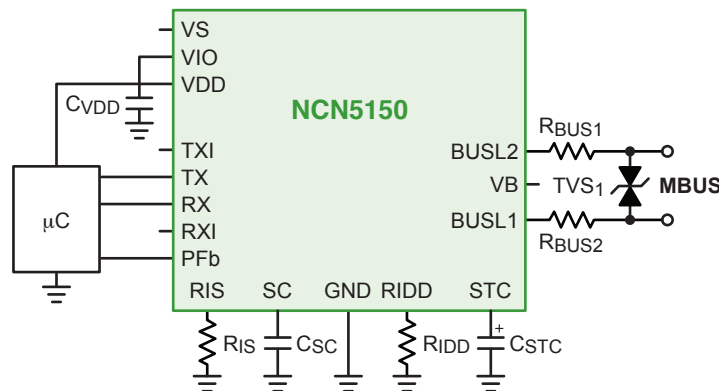 VS
VIO
VDD
CVDD
NCN5150
TXI
TX
RX
RXI
PFb
μC
BUSL2
VB
BUSL1
RBUS1
TVS1
MBUS
RBUS2
RIS SC GND RIDD STC
RIS CSC RIDD + CSTC